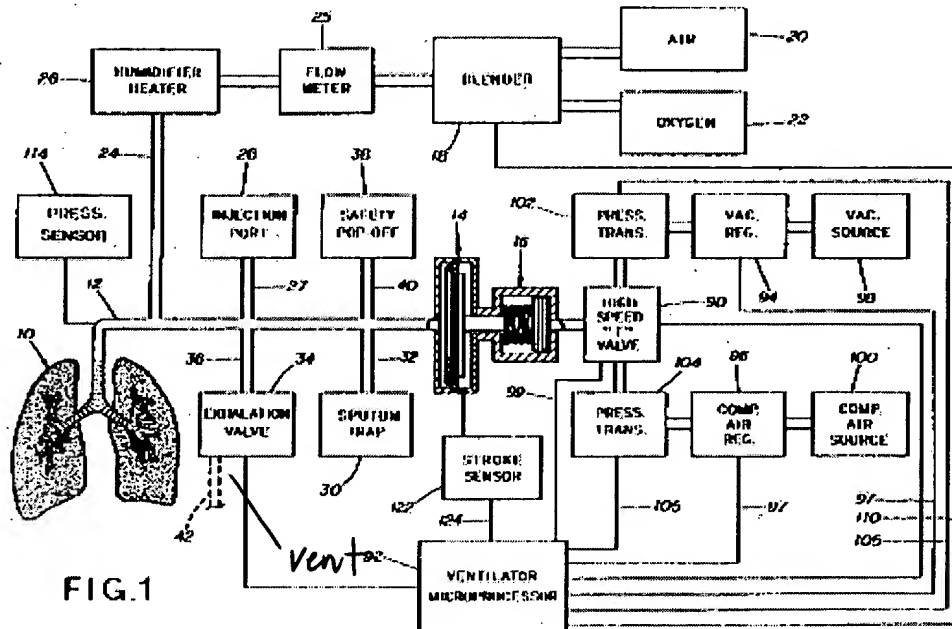 25
AIR
20
26
HUMIDIFIER
HEATER
FLOW
METER
BLENDER
OXYGEN
22
18
24
114
28
38
PRESS.
SENSOR
INJECTION
PORT
SAFETY
POP-OFF
14
102
PRESS.
TRANS.
VAC.
REG.
VAC.
SOURCE
16
12
27
40
94
98
HIGH
SPEED
VALVE
90
10
36
34
32
99
104
96
100
EXHALATION
VALVE
SPUTUM
TRAP
PRESS.
TRANS.
COMP.
AIR
REG.
COMP.
AIR
SOURCE
30
STROKE
SENSOR
122
42
124
106
97
97
110
106
vent
92
VENTILATOR
MICROPROCESSOR
FIG.1